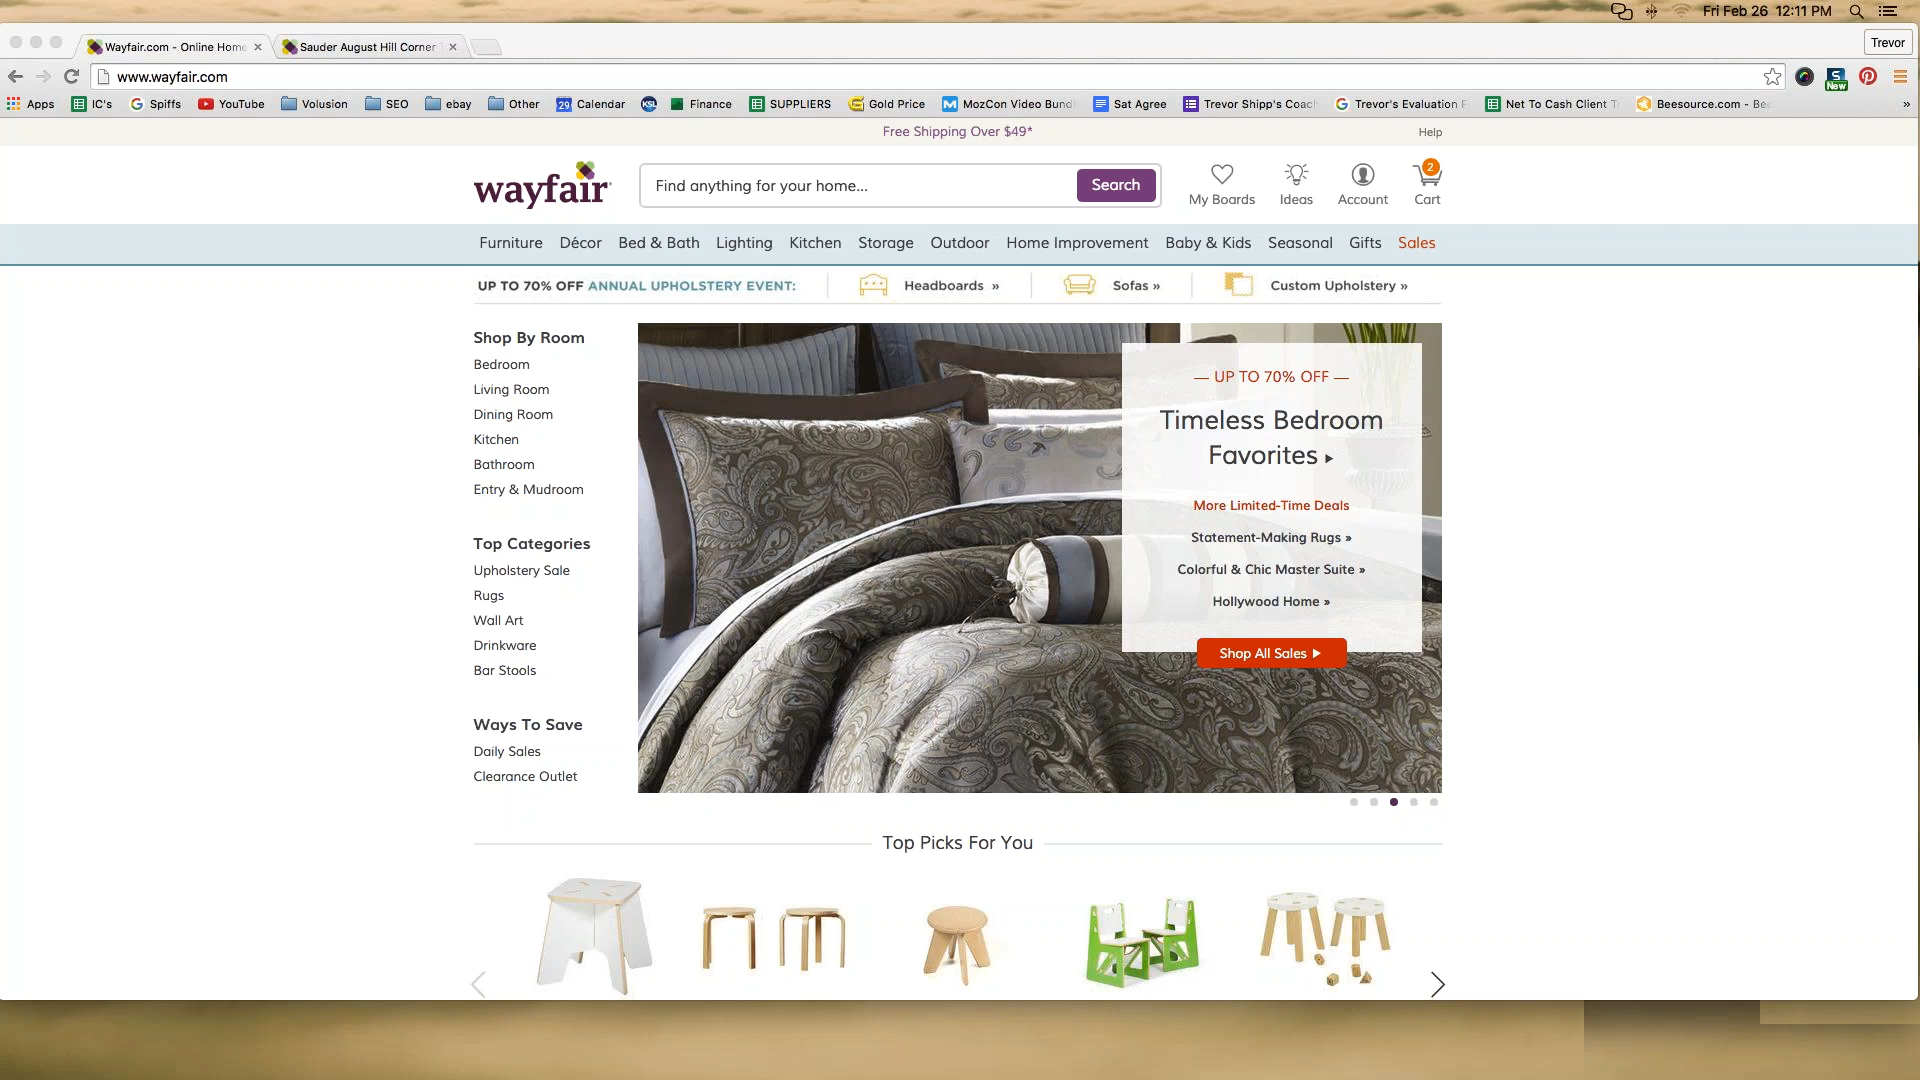 Fri Feb 26 12:11 PM
Wayfair.com - Online Home
Sauder August Hill Corner T
Trevor
www.wayfair.com
S
New
Apps
IC's
Spiffs
YouTube
Volusion
SEO
ebay
Other
29
Calendar
KSL
Finance
SUPPLIERS
Gold Price
MozCon Video Bund
Sat Agree
Trevor Shipp's Coac
Trevor's Evaluation F
Net To Cash Client T
Beesource.com - Bee
»
Free Shipping Over $49*
Help
wayfair
Find anything for your home...
Search
My Boards
Ideas
Account
2
Cart
Furniture
Décor
Bed & Bath
Lighting
Kitchen
Storage
Outdoor
Home Improvement
Baby & Kids
Seasonal
Gifts
Sales
UP TO 70% OFF ANNUAL UPHOLSTERY EVENT:
Headboards »
Sofas »
Custom Upholstery »
Shop By Room
Bedroom
Living Room
Dining Room
Kitchen
Bathroom
Entry & Mudroom
Top Categories
Upholstery Sale
Rugs
Wall Art
Drinkware
Bar Stools
Ways To Save
Daily Sales
Clearance Outlet
— UP TO 70% OFF —
Timeless Bedroom
Favorites ▸
More Limited-Time Deals
Statement-Making Rugs »
Colorful & Chic Master Suite »
Hollywood Home »
Shop All Sales ▶
Top Picks For You